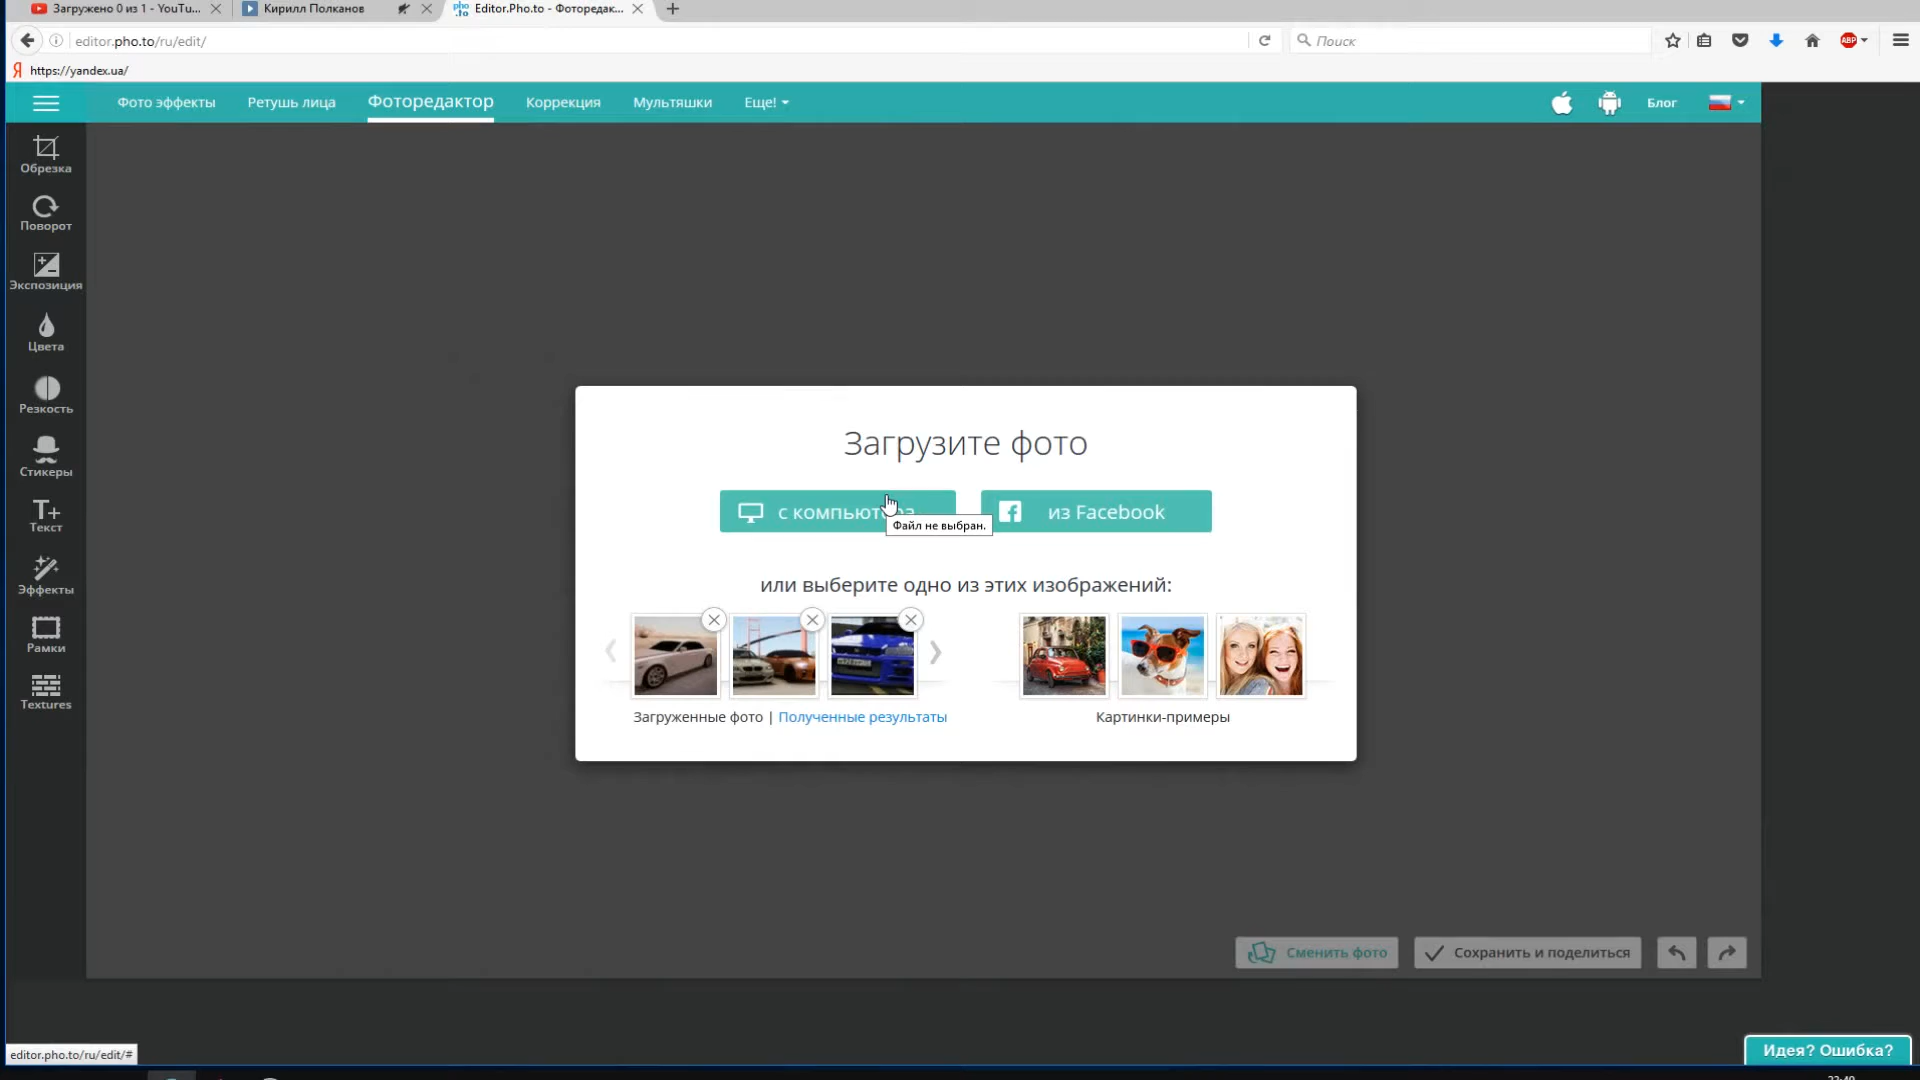 Загружено 0 из 1 - YouTu...
Кирилл Полканов
Editor.Pho.to - Фоторедак...
editor.pho.to/ru/edit/
Поиск
ABP
https://yandex.ua/
Фото эффекты
Ретушь лица
Фоторедактор
Коррекция
Мультяшки
Еще!
Блог
Обрезка
Поворот
Экспозиция
Цвета
Резкость
Стикеры
Текст
Эффекты
Рамки
Textures
Загрузите фото
с компьютера
из Facebook
Файл не выбран.
или выберите одно из этих изображений:
Загруженные фото | Полученные результаты
Картинки-примеры
Сменить фото
Сохранить и поделиться
editor.pho.to/ru/edit/#
Идея? Ошибка?